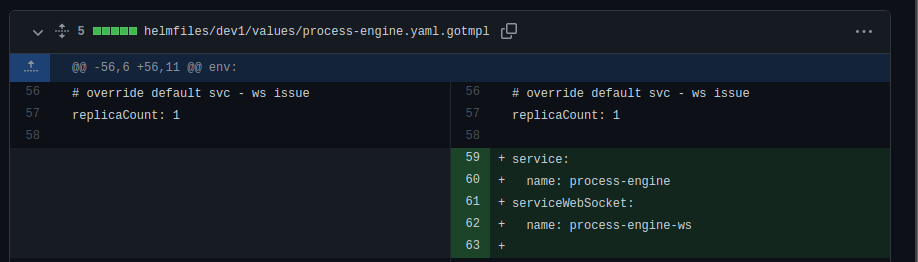 5 helmfiles/dev1/values/process-engine.yaml.gotmpl
@@ -56,6 +56,11 @@ env:
56 # override default svc - ws issue 56 # override default svc - ws issue
57 replicaCount: 1 57 replicaCount: 1
58 58
59 + service:
60 + name: process-engine
61 + serviceWebSocket:
62 + name: process-engine-ws
63 +